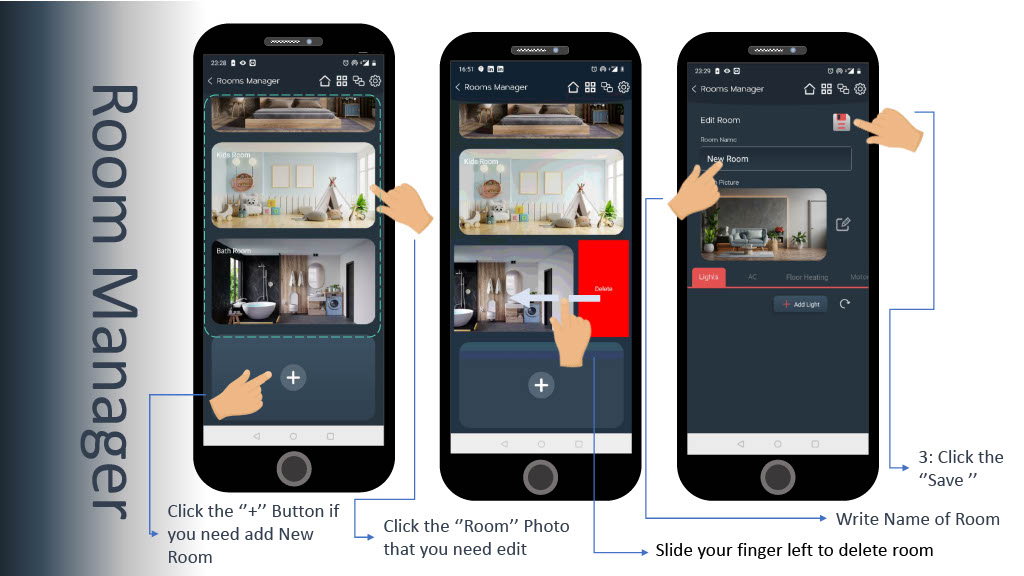 Room Manager
23:28
Rooms Manager
Kids Room
Bath Room
Click the ‘’+’’ Button if
you need add New
Room
16:51
Rooms Manager
Kids Room
Delete
Click the ‘’Room’’ Photo
that you need edit
Slide your finger left to delete room
23:29
Rooms Manager
Edit Room
Room Name
New Room
Picture
Lights AC Floor Heating Motor
+ Add Light
3: Click the
‘’Save ’’
Write Name of Room